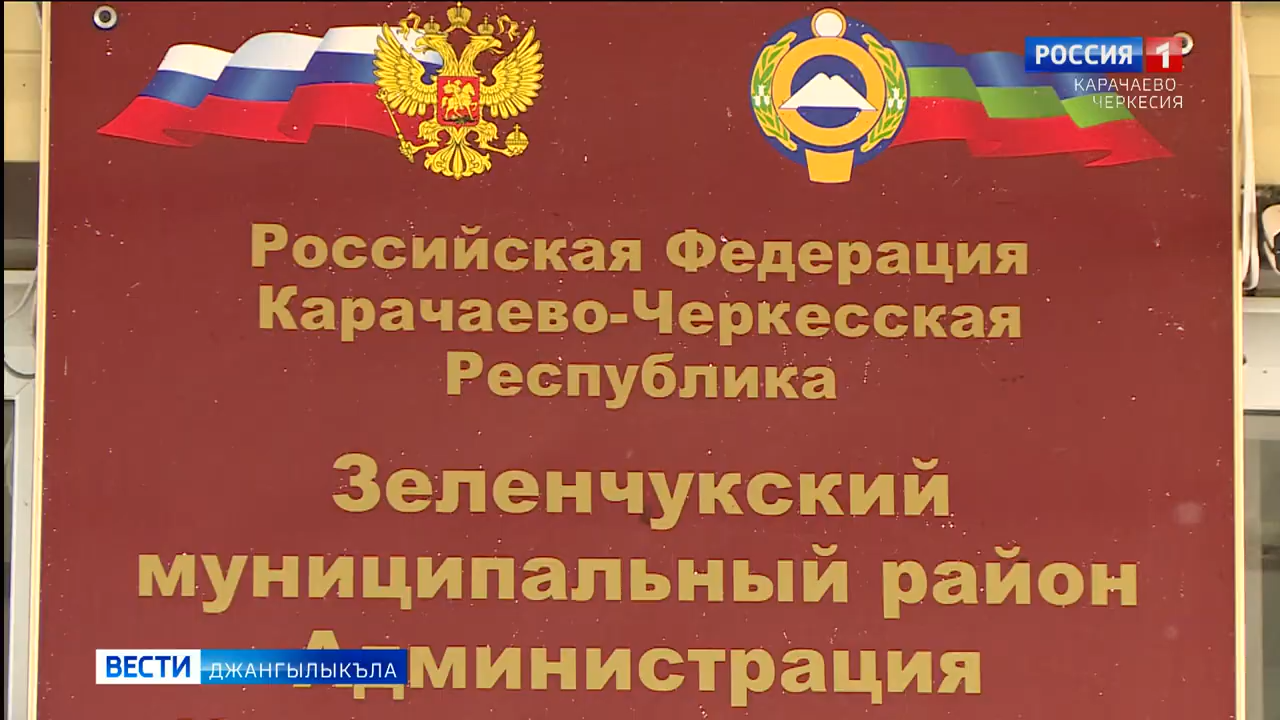 РОССИЯ 1
КАРАЧАЕВО-
ЧЕРКЕСИЯ
Российская Федерация
Карачаево-Черкесская
Республика
Зеленчукский
муниципальный район
Администрация
ВЕСТИ ДЖАНГЫЛЫКЪЛА